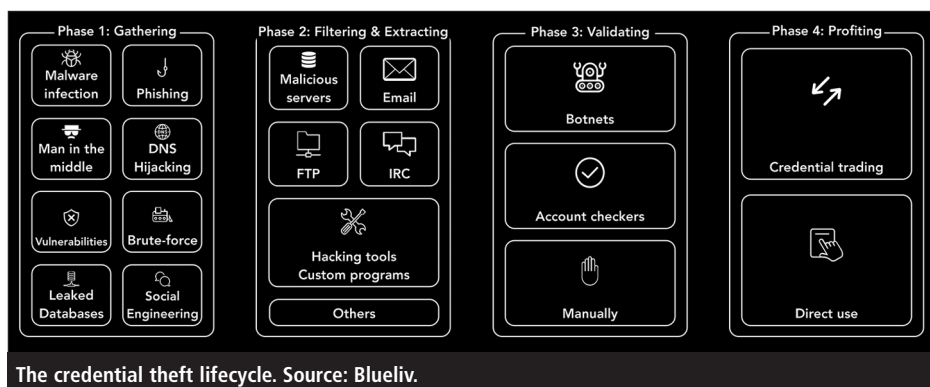 Phase 1: Gathering
Malware
infection
Phishing
Man in the
middle
DNS
DNS
Hijacking
Vulnerabilities
Brute-force
Leaked
Databases
Social
Engineering
Phase 2: Filtering & Extracting
Malicious
servers
Email
FTP
IRC
Hacking tools
Custom programs
Others
Phase 3: Validating
Botnets
Account checkers
Manually
Phase 4: Profiting
Credential trading
Direct use
The credential theft lifecycle. Source: Blueliv.